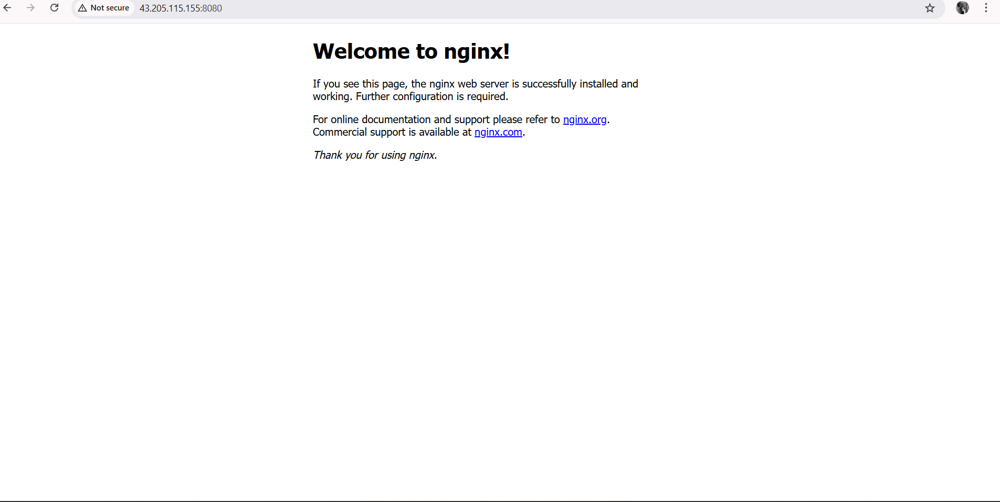 Not secure 43.205.115.155:8080
Welcome to nginx!
If you see this page, the nginx web server is successfully installed and
working. Further configuration is required.
For online documentation and support please refer to nginx.org.
Commercial support is available at nginx.com.
Thank you for using nginx.